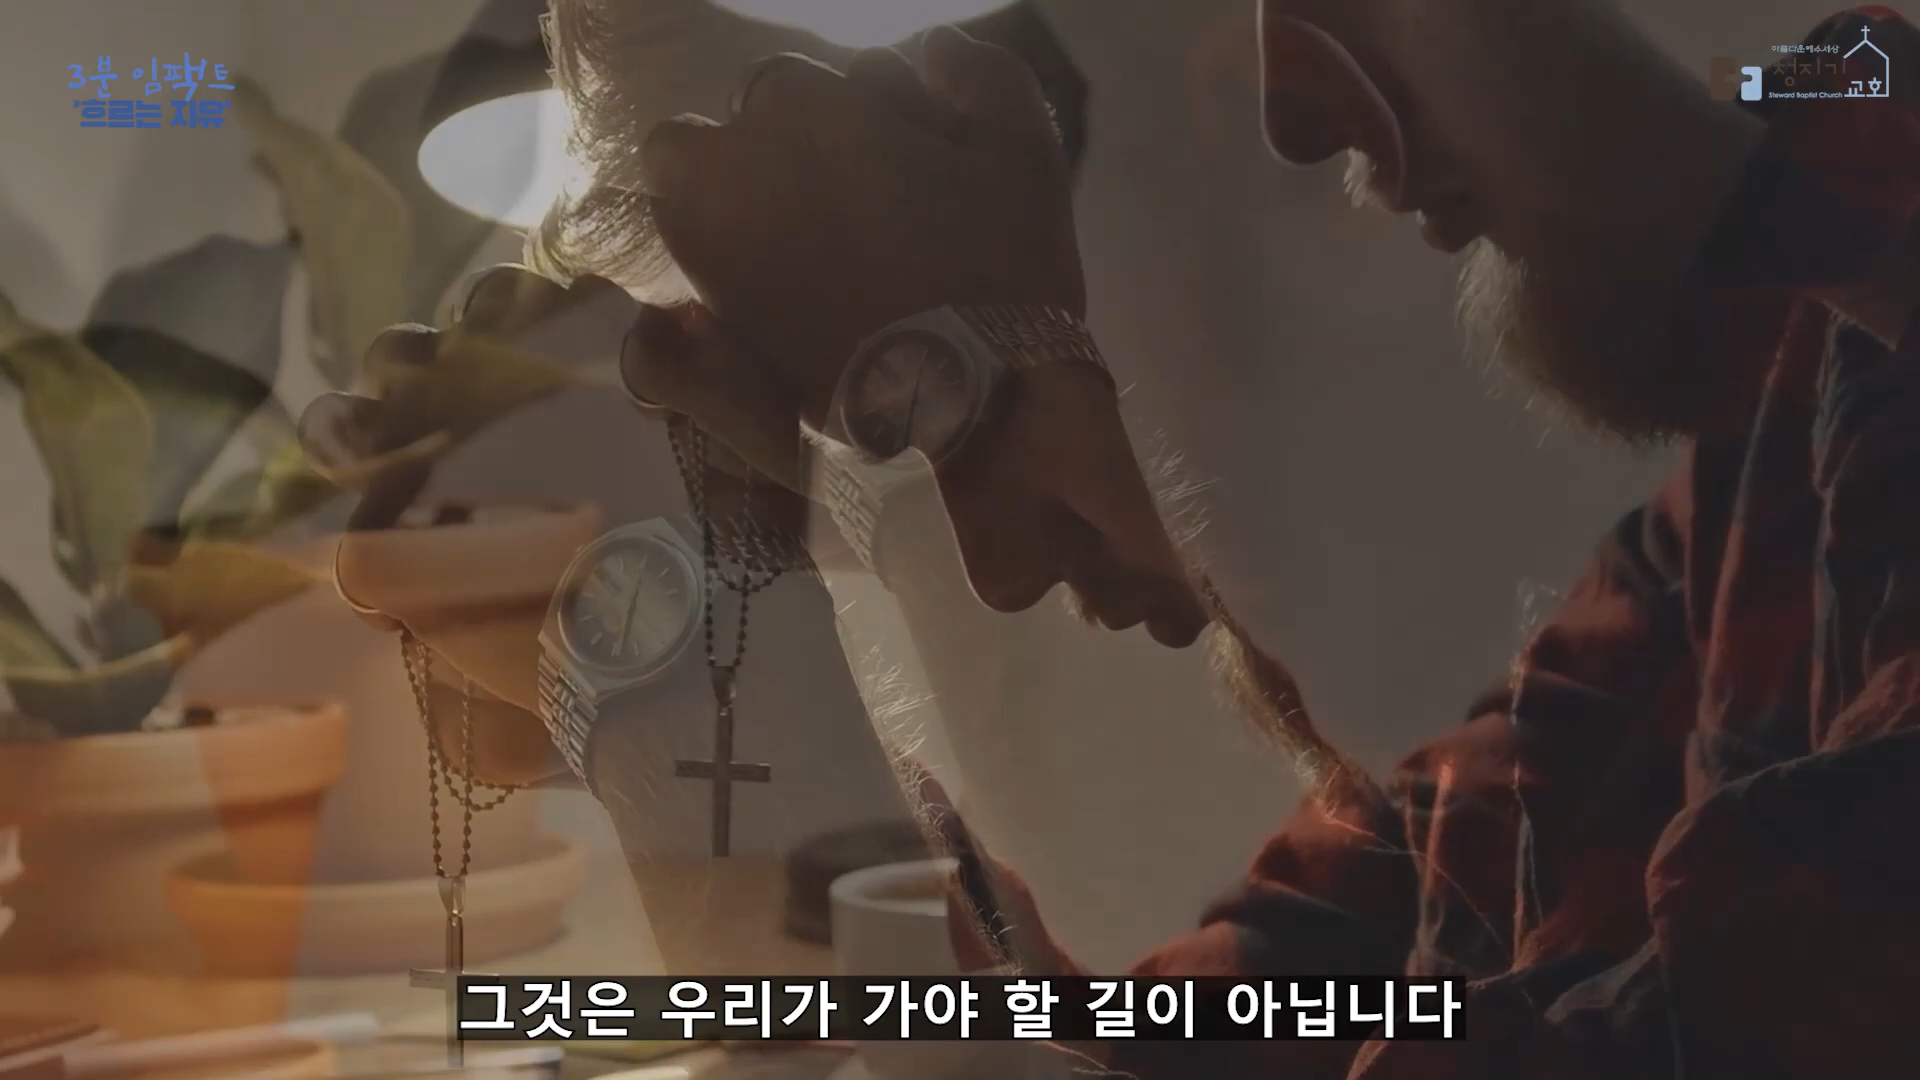 3분 임팩트
'흐르는 자유'
아름다운 예수세상
청지기
Steward Baptist Church 교회
그것은 우리가 가야 할 길이 아닙니다